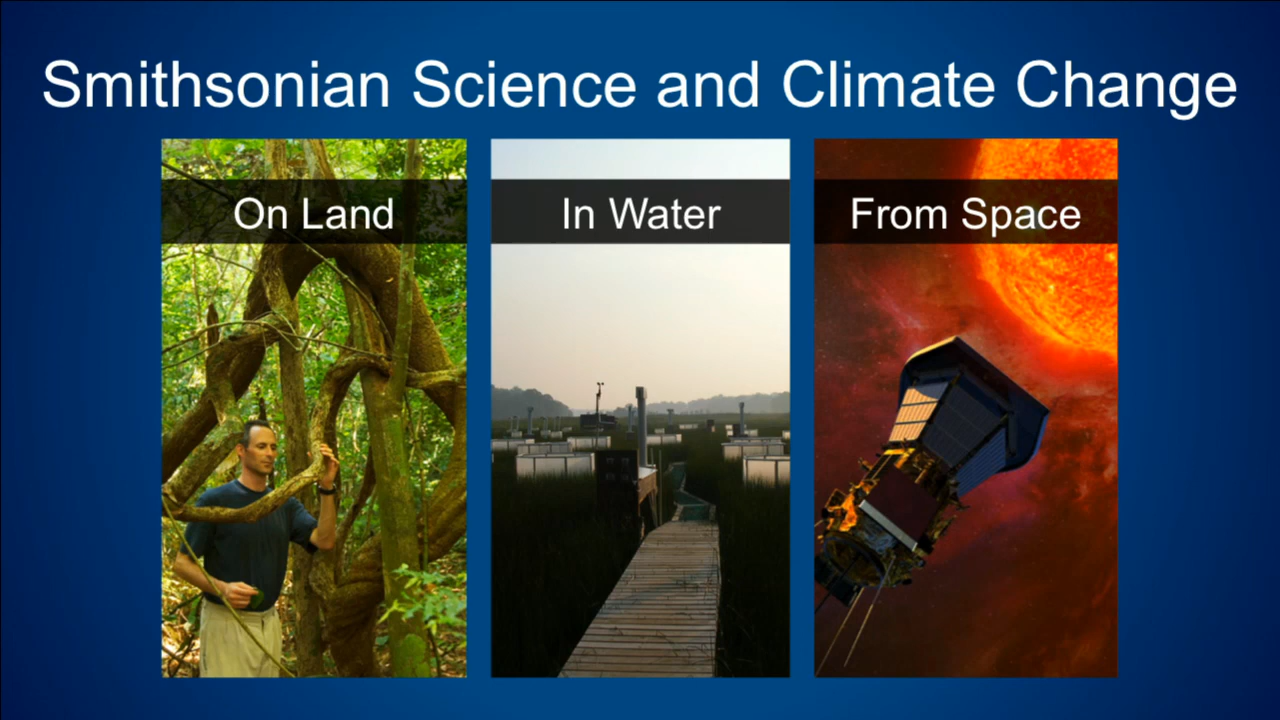 Smithsonian Science and Climate Change
On Land
In Water
From Space